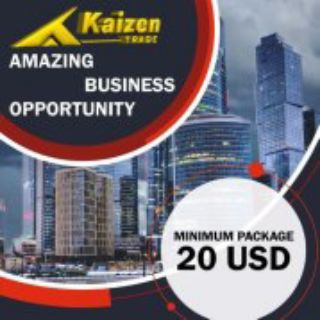 Kaizen
TRADE
AMAZING
BUSINESS
OPPORTUNITY
MINIMUM PACKAGE
20 USD